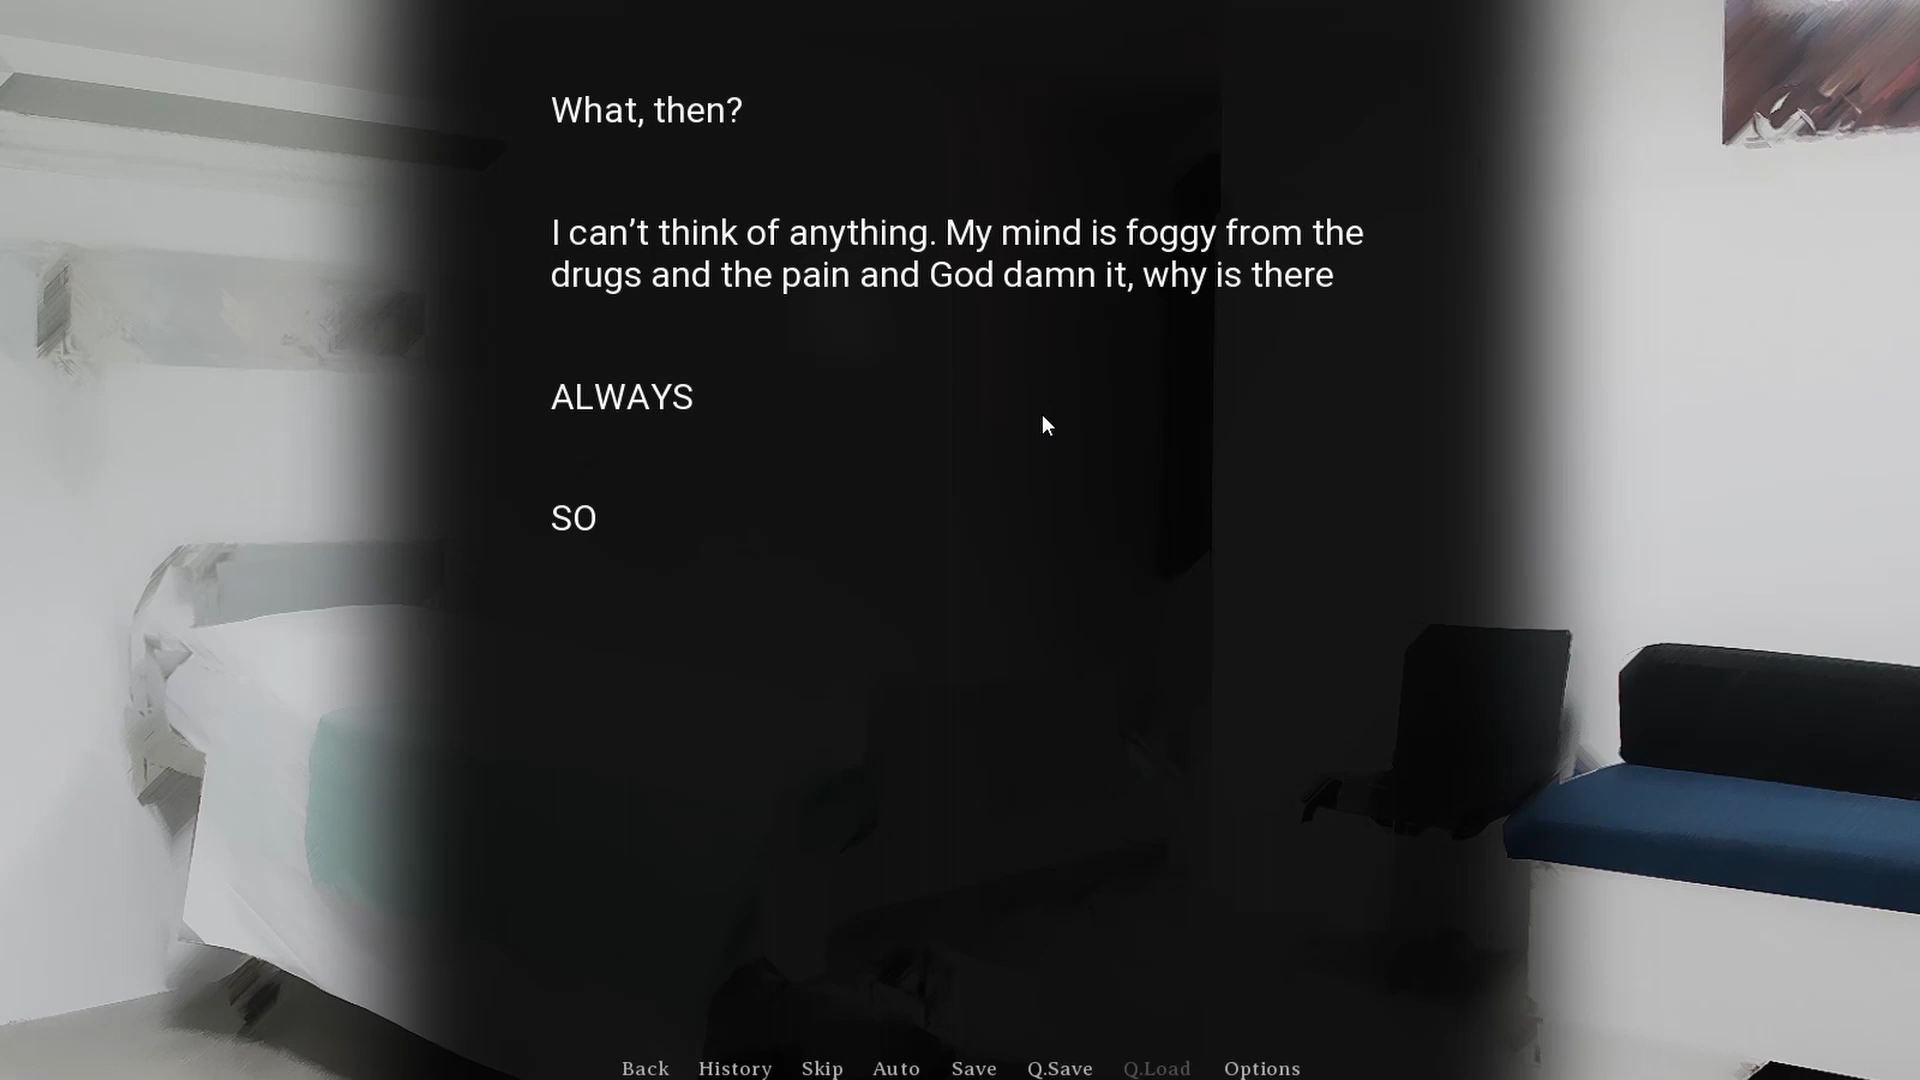 What, then?
I can’t think of anything. My mind is foggy from the
drugs and the pain and God damn it, why is there
ALWAYS
SO
Back History Skip Auto Save Q.Save Q.Load Options